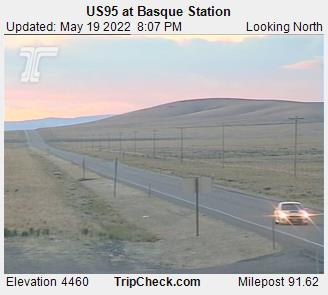 US95 at Basque Station
Updated: May 19 2022 8:07 PM Looking North
Elevation 4460 TripCheck.com Milepost 91.62